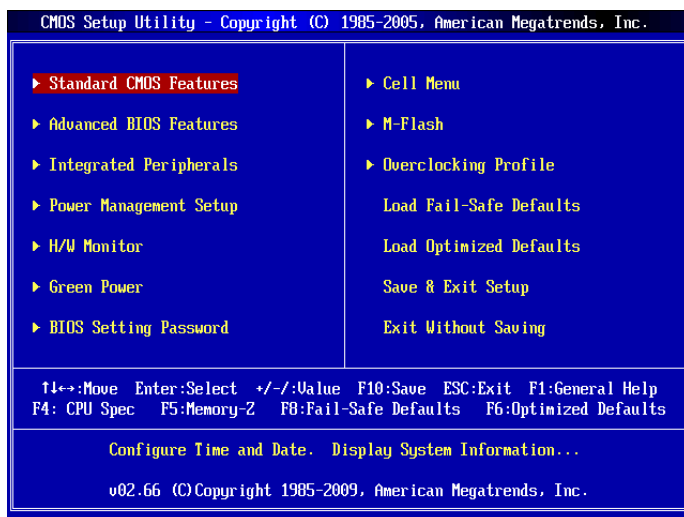 CMOS Setup Utility - Copyright (C) 1985-2005, American Megatrends, Inc.
▶ Standard CMOS Features
▶ Advanced BIOS Features
▶ Integrated Peripherals
▶ Power Management Setup
▶ H/W Monitor
▶ Green Power
▶ BIOS Setting Password
▶ Cell Menu
▶ M-Flash
▶ Overclocking Profile
Load Fail-Safe Defaults
Load Optimized Defaults
Save & Exit Setup
Exit Without Saving
↑↓←→:Move Enter:Select +/-/:Value F10:Save ESC:Exit F1:General Help
F4: CPU Spec F5:Memory-Z F8:Fail-Safe Defaults F6:Optimized Defaults
Configure Time and Date. Display System Information...
v02.66 (C)Copyright 1985-2009, American Megatrends, Inc.